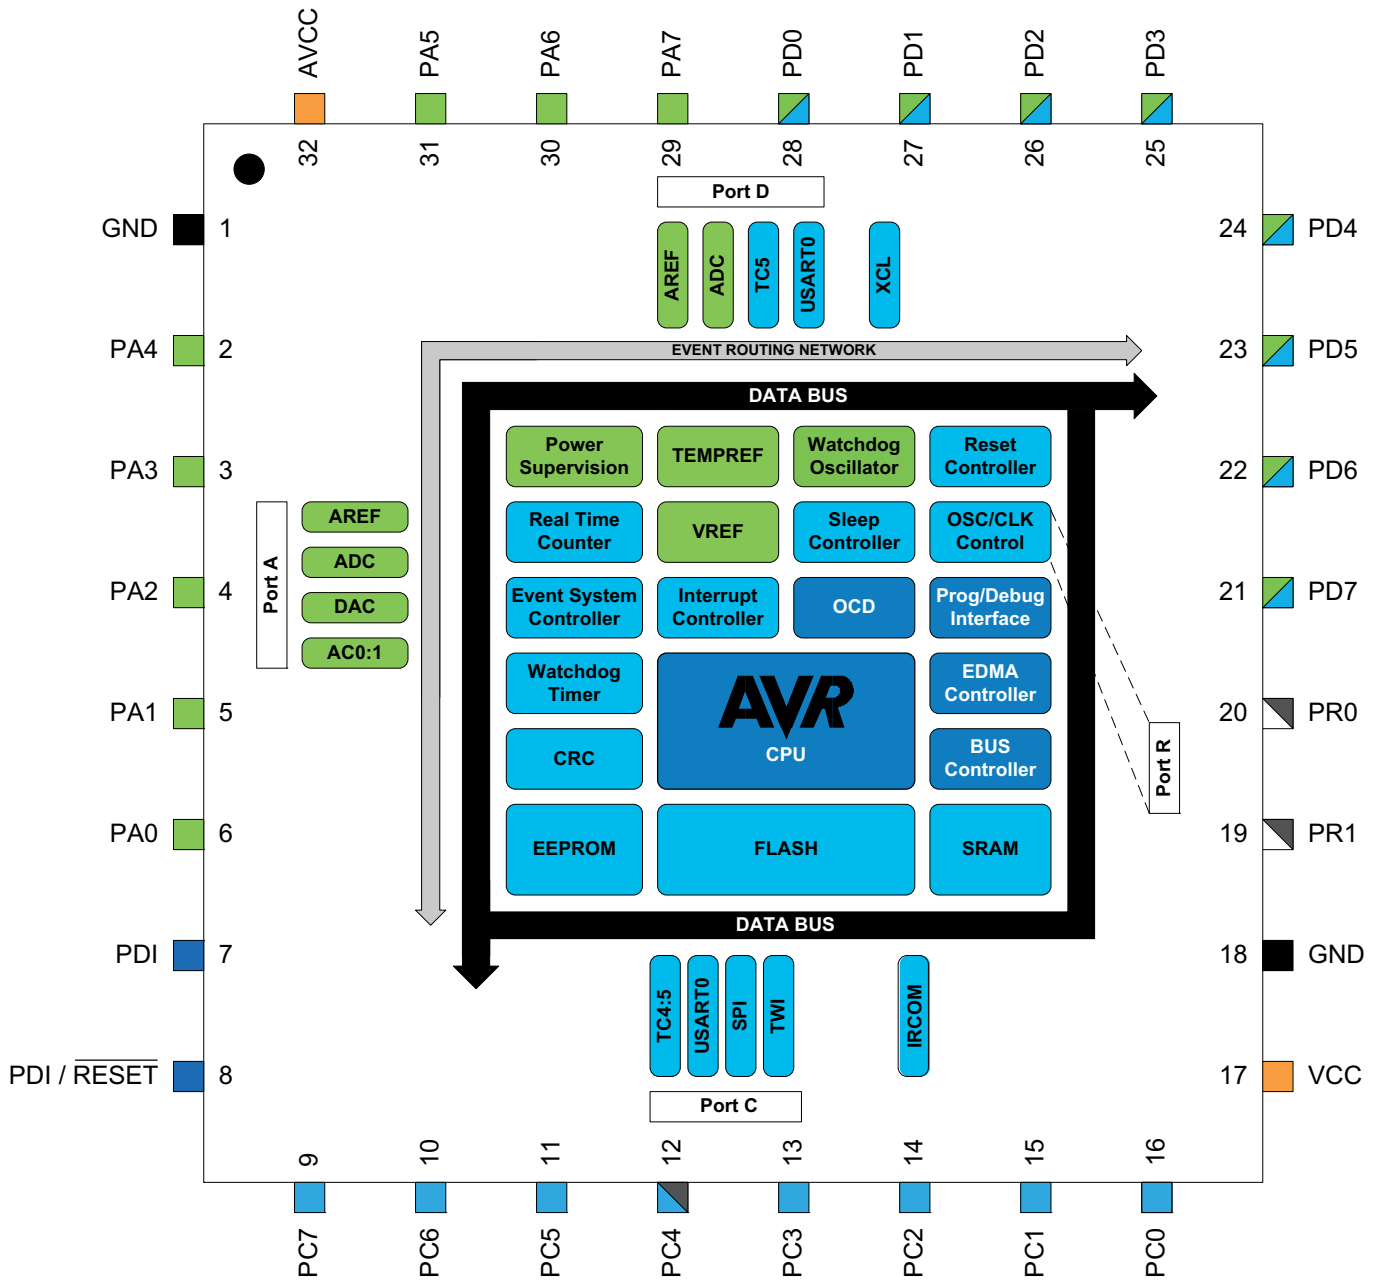 AVCC
PA5
PA6
PA7
PD0
PD1
PD2
PD3
32
31
30
29
28
27
26
25
Port D
GND 1
24 PD4
AREF
ADC
TC5
USART0
XCL
PA4 2
EVENT ROUTING NETWORK
23 PD5
DATA BUS
Power
Supervision
TEMPREF
Watchdog
Oscillator
Reset
Controller
PA3 3
22 PD6
Port A
AREF
ADC
DAC
AC0:1
Real Time
Counter
VREF
Sleep
Controller
OSC/CLK
Control
PA2 4
Event System
Controller
Interrupt
Controller
OCD
Prog/Debug
Interface
21 PD7
Watchdog
Timer
AVR
CPU
EDMA
Controller
PA1 5
20 PR0
CRC
BUS
Controller
Port R
PA0 6
EEPROM
FLASH
SRAM
19 PR1
DATA BUS
PDI 7
18 GND
TC4:5
USART0
SPI
TWI
IRCOM
PDI / RESET 8
17 VCC
Port C
9
10
11
12
13
14
15
16
PC7
PC6
PC5
PC4
PC3
PC2
PC1
PC0